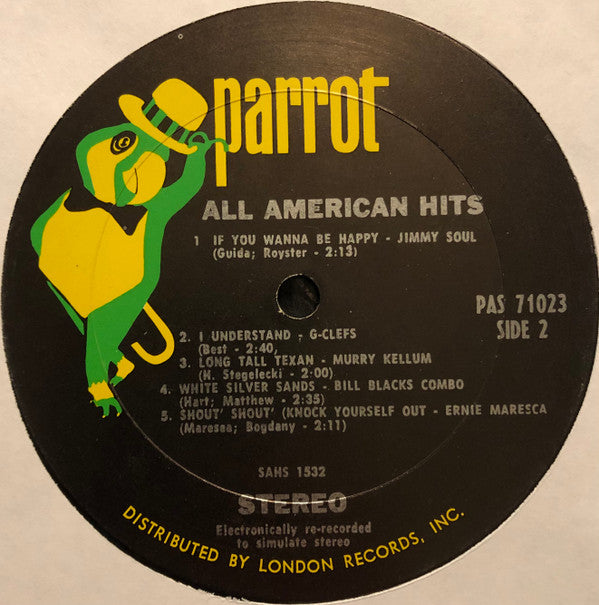 parrot
ALL AMERICAN HITS
1 IF YOU WANNA BE HAPPY - JIMMY SOUL
(Guida; Royster - 2:13)
PAS 71023
SIDE 2
2. I UNDERSTAND - G-CLEFS
(Best - 2:40,
3. LONG TALL TEXAN - MURRY KELLUM
(H. Stegelecki - 2:00)
4. WHITE SILVER SANDS - BILL BLACKS COMBO
(Hart; Matthew - 2:35)
5. SHOUT' SHOUT' (KNOCK YOURSELF OUT - ERNIE MARESCA
(Maresea; Bogdany - 2:11)
SAHS 1532
STEREO
Electronically re-recorded
to simulate stereo
DISTRIBUTED BY LONDON RECORDS, INC.